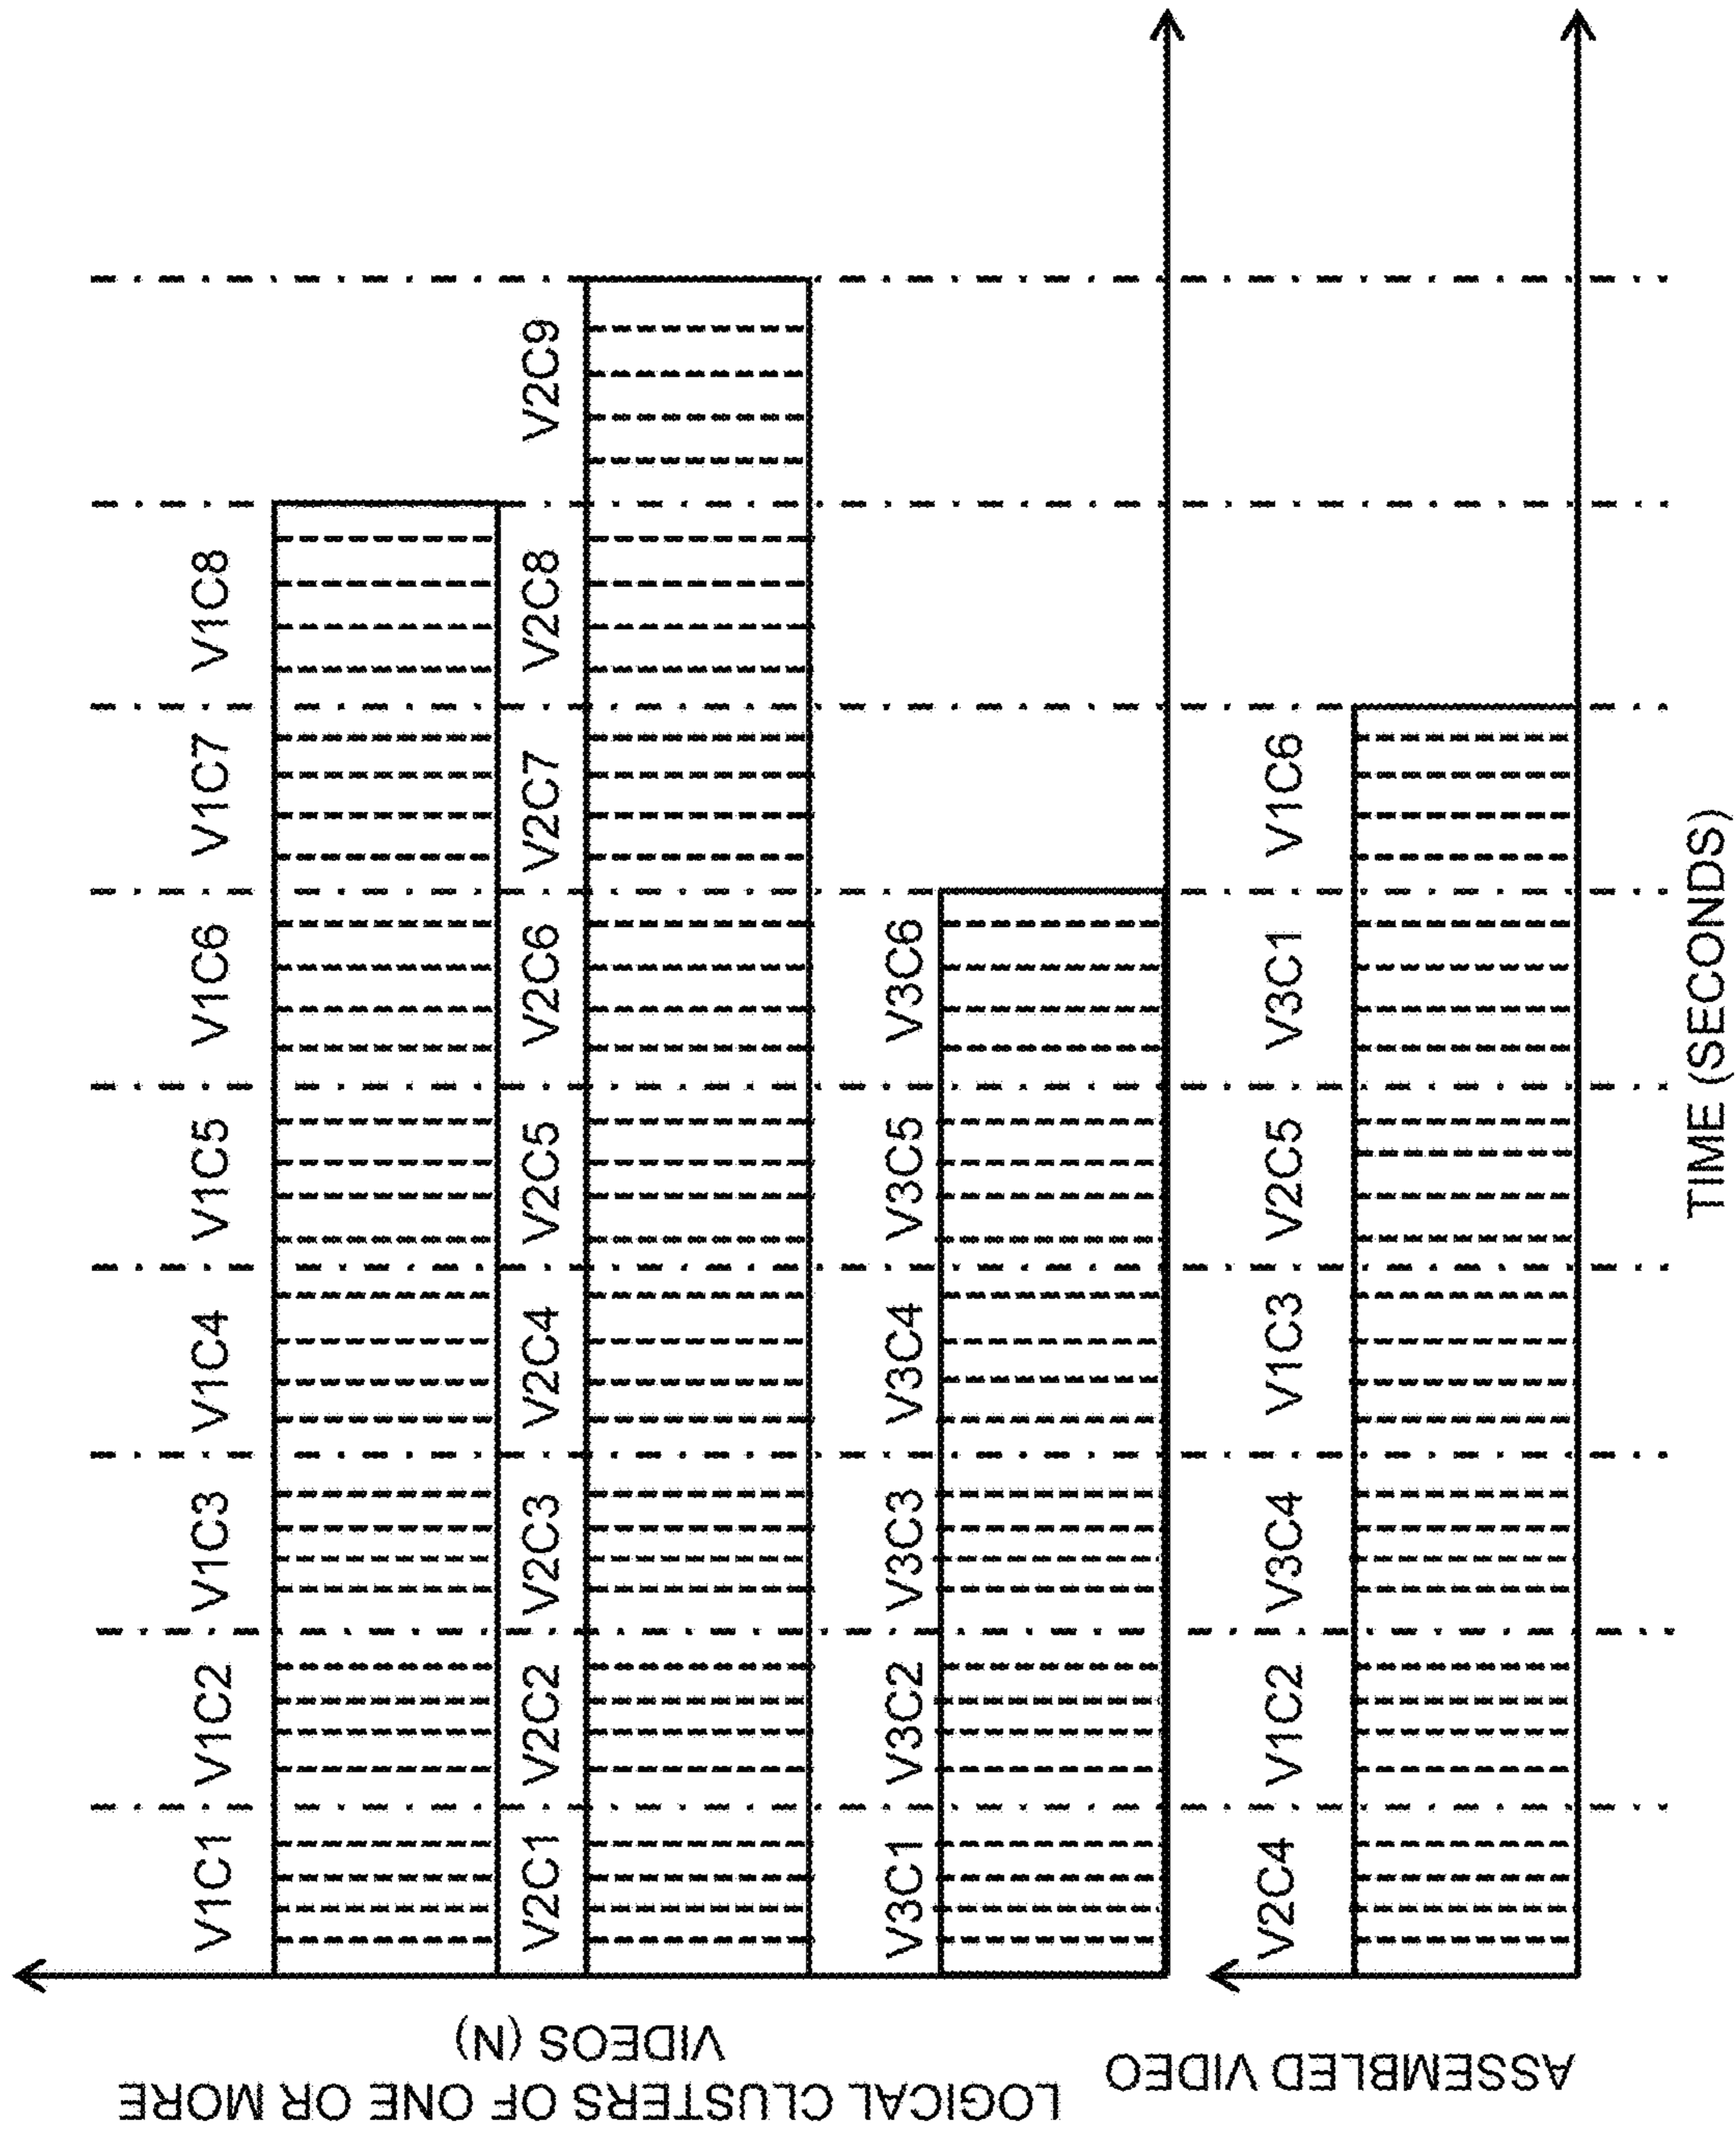 LOGICAL CLUSTERS OF ONE OR MORE
VIDEOS (N)
V1C1 V1C2 V1C3 V1C4 V1C5 V1C6 V1C7 V1C8
V2C1 V2C2 V2C3 V2C4 V2C5 V2C6 V2C7 V2C8 V2C9
V3C1 V3C2 V3C3 V3C4 V3C5 V3C6
ASSEMBLED VIDEO
V2C4 V1C2 V3C4 V1C3 V2C5 V3C1 V1C6
TIME (SECONDS)